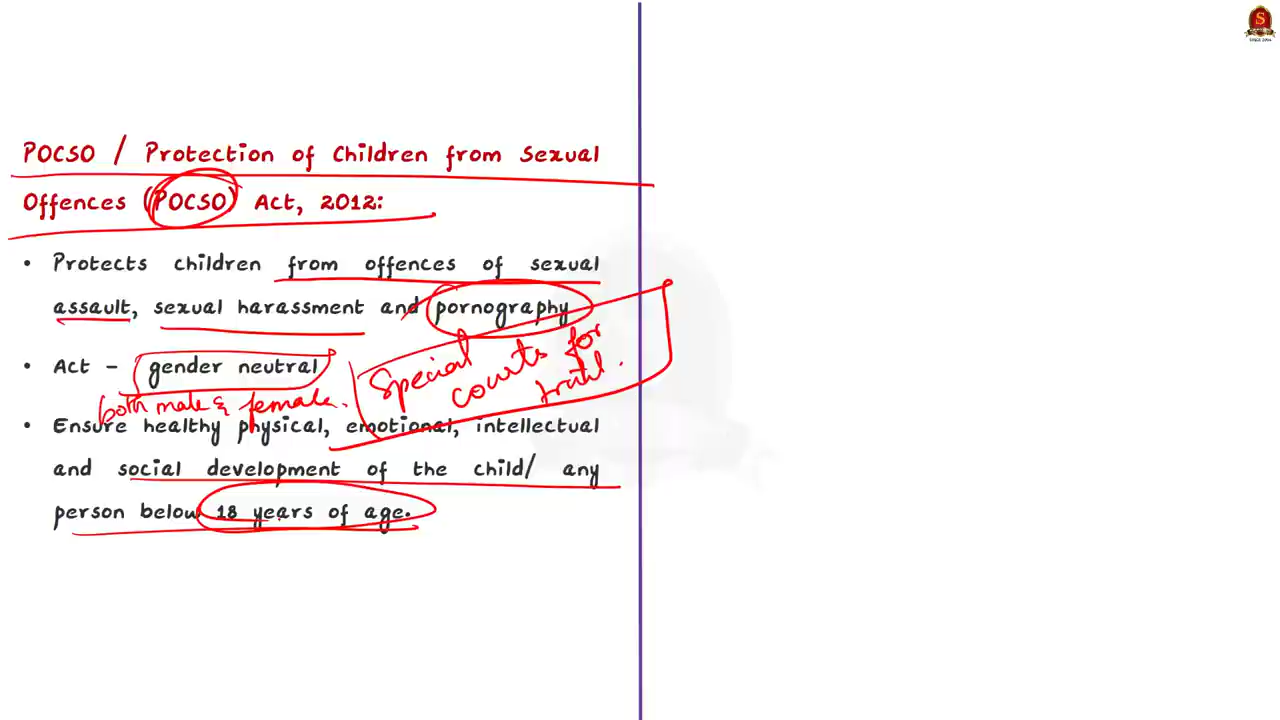 POCSO / Protection of Children from Sexual
Offences (POCSO) Act, 2012:
• Protects children from offences of sexual
assault, sexual harassment and pornography
• Act - gender neutral
both male & female.
Special
courts for
• Ensure healthy physical, emotional, intellectual
and social development of the child/ any
person below 18 years of age.